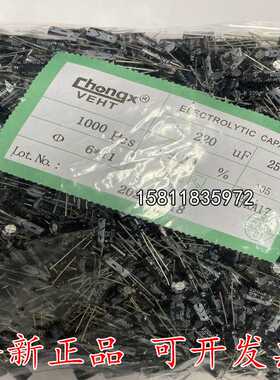 Chongx®
VEHT
ELECTROLYTIC CAPA
1000 Pcs
220 uF
25
Φ
6*11
%
Lot. No.:
15811835972
新正品 可开发